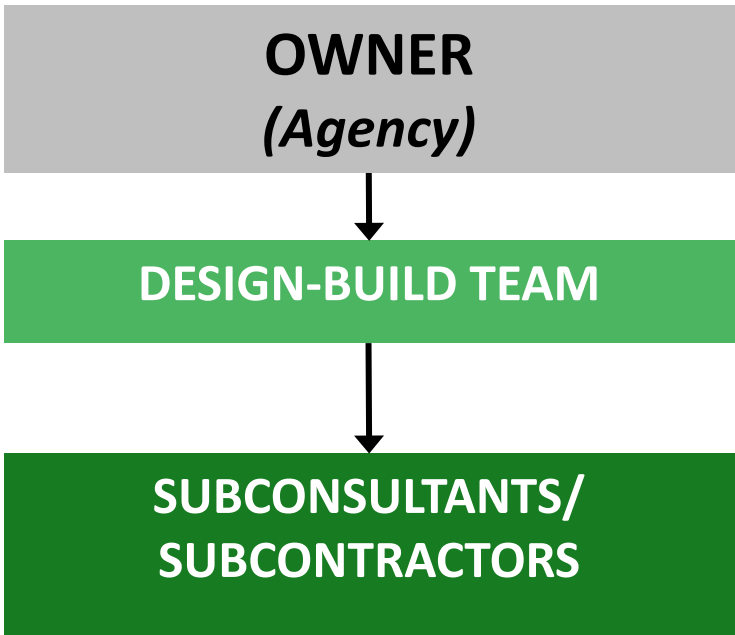 OWNER
(Agency)
DESIGN-BUILD TEAM
SUBCONSULTANTS/
SUBCONTRACTORS